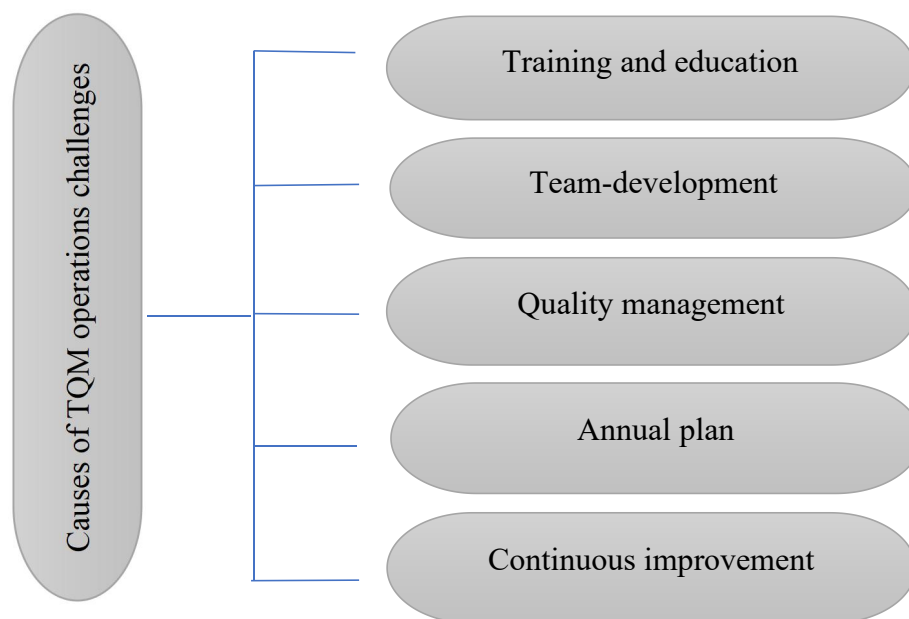 Causes of TQM operations challenges
Training and education
Team-development
Quality management
Annual plan
Continuous improvement